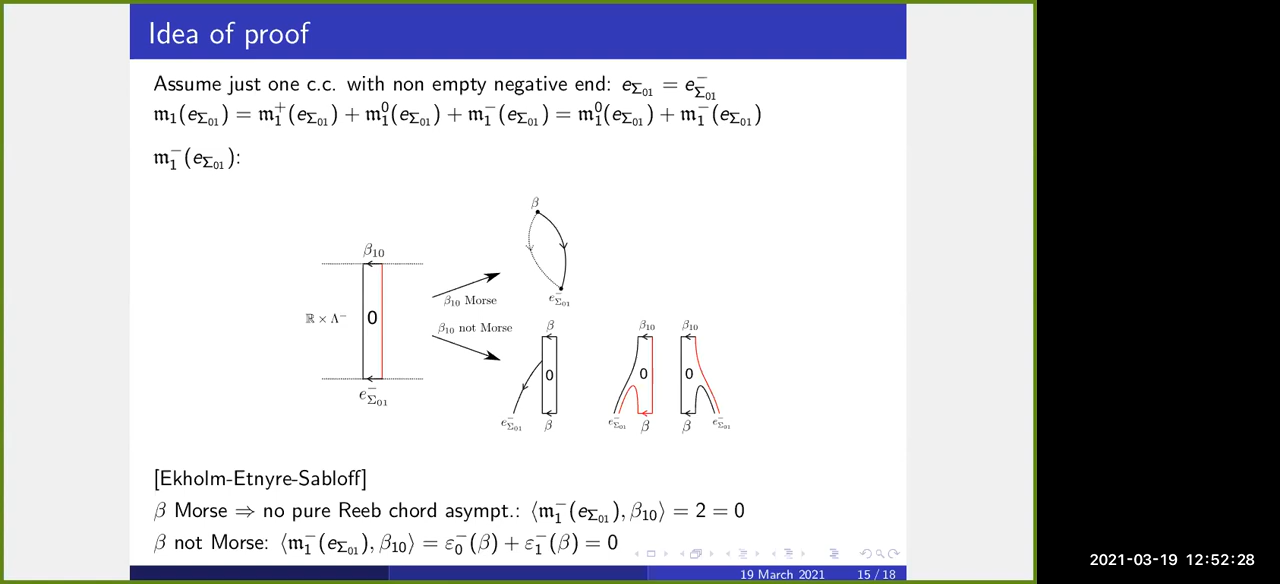 Idea of proof
Assume just one c.c. with non empty negative end: e_{Σ₀₁} = e^-_{Σ₀₁}
𝔪₁(e_{Σ₀₁}) = 𝔪₁⁺(e_{Σ₀₁}) + 𝔪₁⁰(e_{Σ₀₁}) + 𝔪₁⁻(e_{Σ₀₁}) = 𝔪₁⁰(e_{Σ₀₁}) + 𝔪₁⁻(e_{Σ₀₁})
𝔪₁⁻(e_{Σ₀₁}):
β
β₁₀
e^-_{Σ₀₁}
β₁₀ Morse
ℝ × Λ⁻
0
β₁₀ not Morse
β
β₁₀
β₁₀
0
0
0
e^-_{Σ₀₁}
e^-_{Σ₀₁} β
e^-_{Σ₀₁} β
β e^-_{Σ₀₁}
[Ekholm-Etnyre-Sabloff]
β Morse ⇒ no pure Reeb chord asympt.: ⟨𝔪₁⁻(e_{Σ₀₁}), β₁₀⟩ = 2 = 0
β not Morse: ⟨𝔪₁⁻(e_{Σ₀₁}), β₁₀⟩ = ε₀⁻(β) + ε₁⁻(β) = 0
19 March 2021 15 / 18
2021-03-19 12:52:28